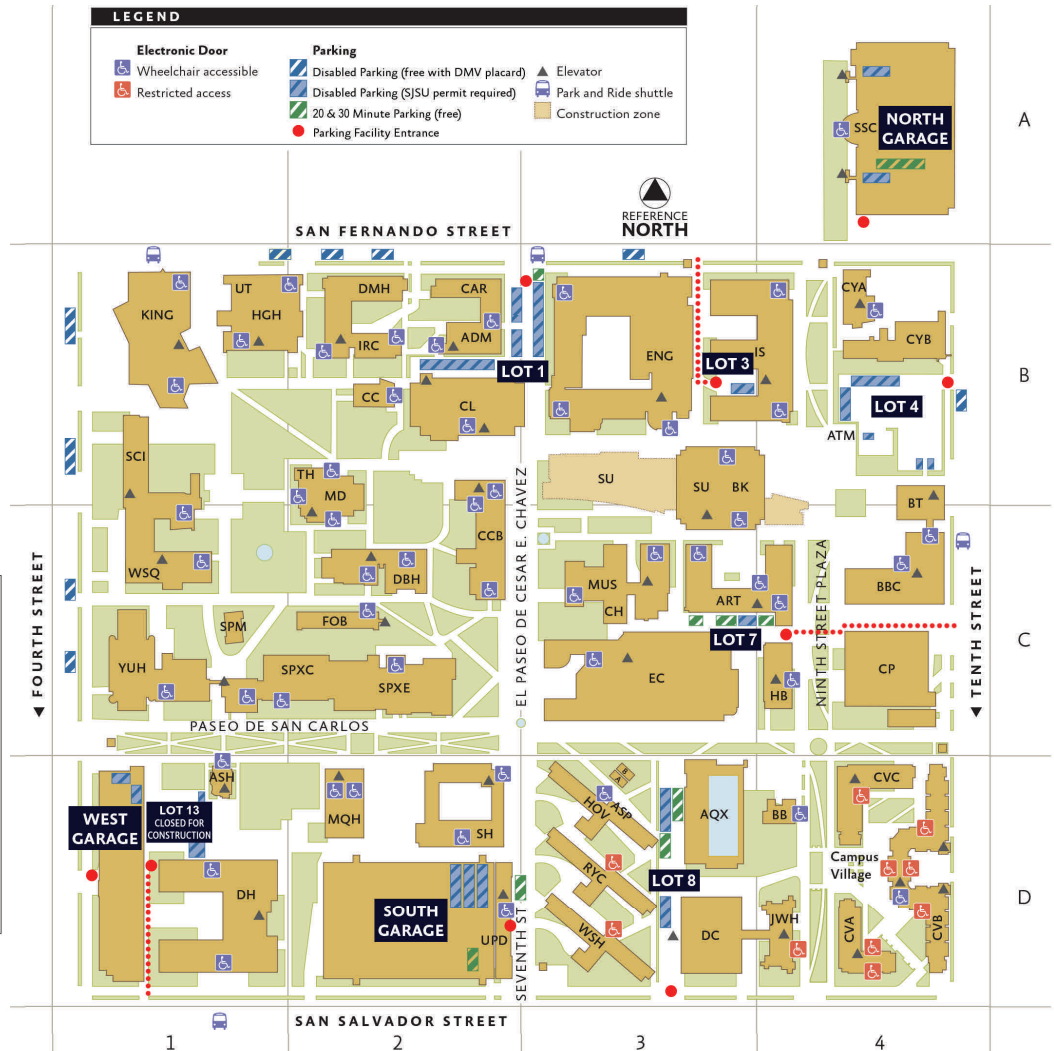 LEGEND
Electronic Door
Wheelchair accessible
Restricted access
Parking
Disabled Parking (free with DMV placard)
Disabled Parking (SJSU permit required)
20 & 30 Minute Parking (free)
Parking Facility Entrance
Elevator
Park and Ride shuttle
Construction zone
SSC
NORTH
GARAGE
A
REFERENCE
NORTH
SAN FERNANDO STREET
KING
UT
HGH
DMH
IRC
CAR
ADM
LOT 1
ENG
LOT 3
IS
CYA
CYB
B
CC
CL
LOT 4
ATM
SCI
TH
MD
SU
SU
BK
BT
EL PASEO DE CESAR E. CHAVEZ
CCB
WSQ
DBH
MUS
CH
ART
NINTH STREET PLAZA
BBC
FOURTH STREET
TENTH STREET
SPM
FOB
LOT 7
C
YUH
SPXC
SPXE
EC
HB
CP
PASEO DE SAN CARLOS
WEST
GARAGE
LOT 13
CLOSED FOR
CONSTRUCTION
ASH
MQH
SH
B
A
HOV
ASP
AQX
BB
CVC
Campus
Village
RYC
LOT 8
DH
SOUTH
GARAGE
UPD
SEVENTH ST
WSH
DC
JWH
CVA
CVB
D
SAN SALVADOR STREET
1
2
3
4